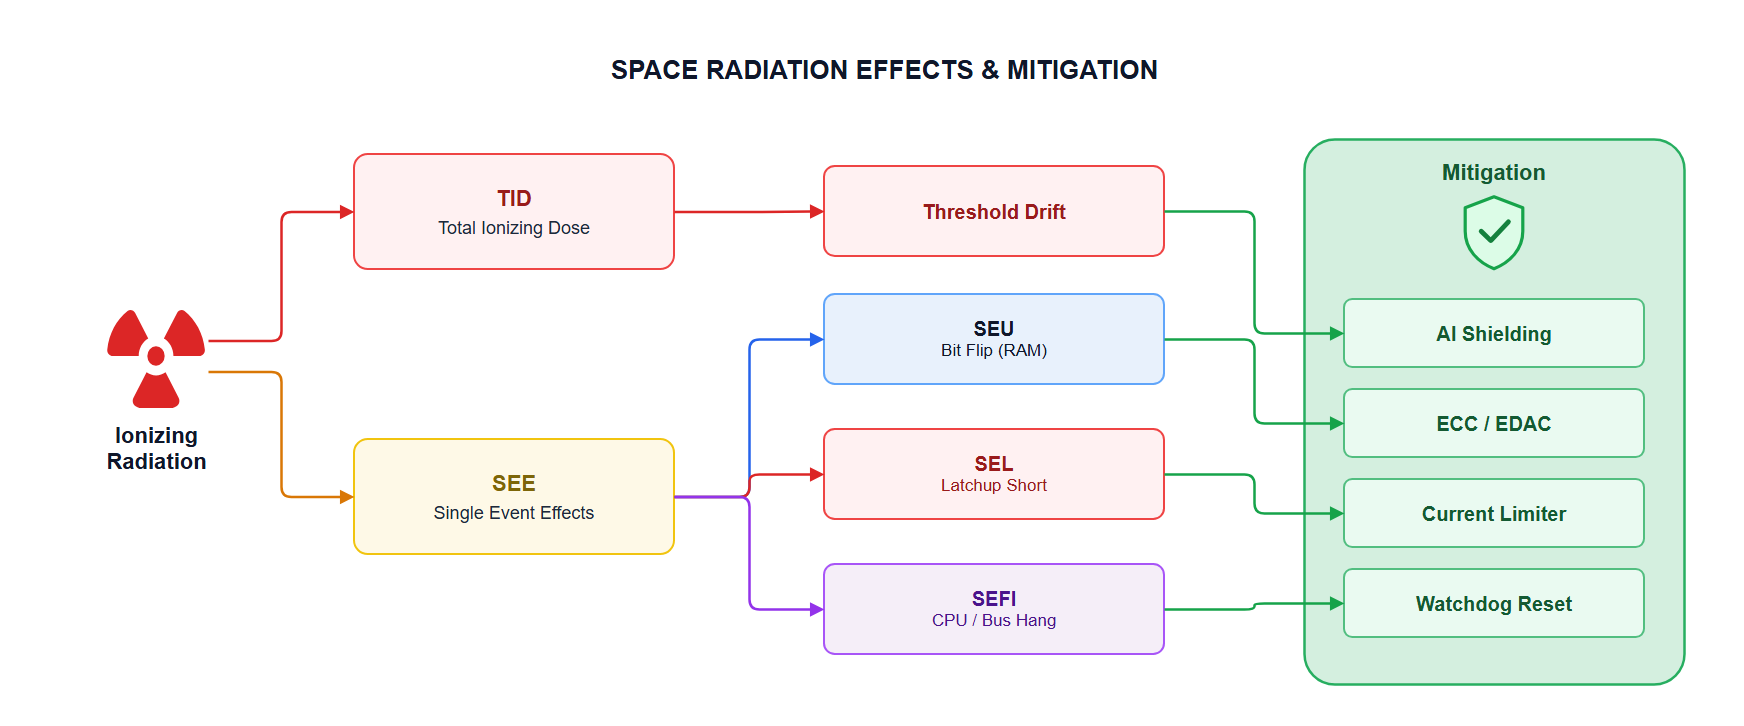 SPACE RADIATION EFFECTS & MITIGATION
Ionizing
Radiation
TID
Total Ionizing Dose
SEE
Single Event Effects
Threshold Drift
SEU
Bit Flip (RAM)
SEL
Latchup Short
SEFI
CPU / Bus Hang
Mitigation
AI Shielding
ECC / EDAC
Current Limiter
Watchdog Reset